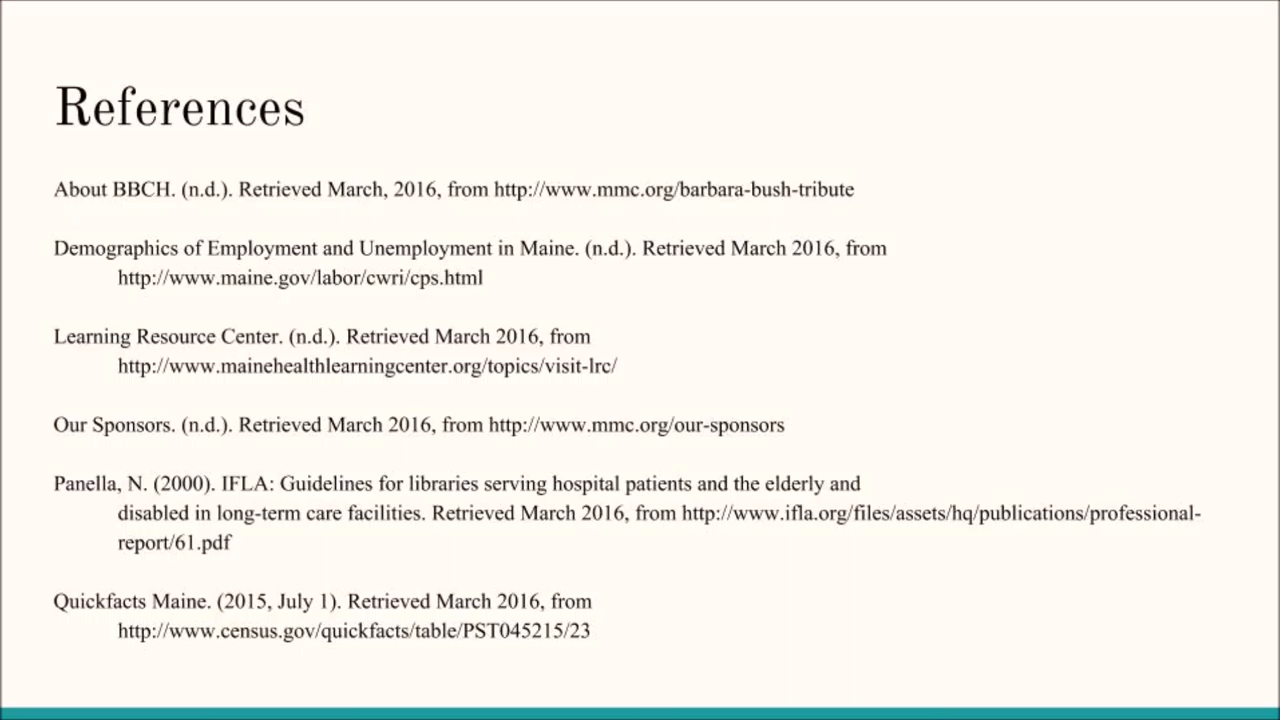 References
About BBCH. (n.d.). Retrieved March, 2016, from http://www.mmc.org/barbara-bush-tribute
Demographics of Employment and Unemployment in Maine. (n.d.). Retrieved March 2016, from
http://www.maine.gov/labor/cwri/cps.html
Learning Resource Center. (n.d.). Retrieved March 2016, from
http://www.mainehealthlearningcenter.org/topics/visit-lrc/
Our Sponsors. (n.d.). Retrieved March 2016, from http://www.mmc.org/our-sponsors
Panella, N. (2000). IFLA: Guidelines for libraries serving hospital patients and the elderly and
disabled in long-term care facilities. Retrieved March 2016, from http://www.ifla.org/files/assets/hq/publications/professional-
report/61.pdf
Quickfacts Maine. (2015, July 1). Retrieved March 2016, from
http://www.census.gov/quickfacts/table/PST045215/23